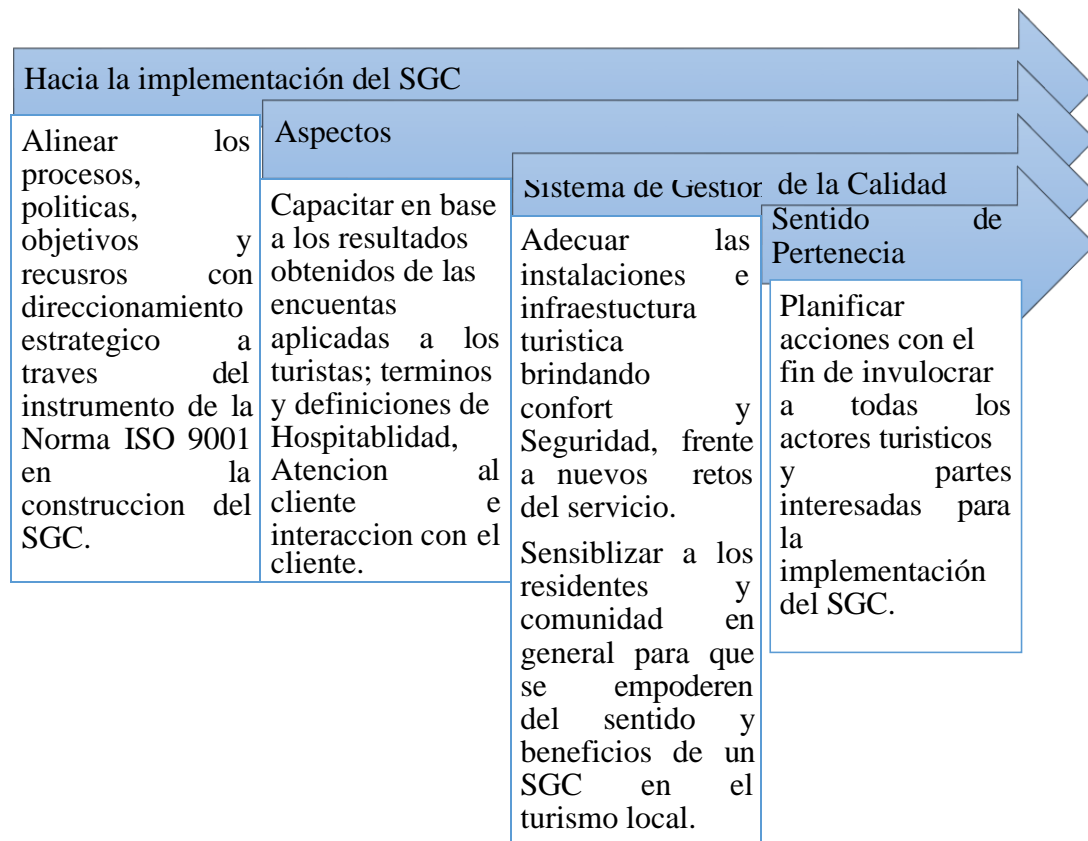 Hacia la implementación del SGC
Alinear los
procesos,
politicas,
objetivos y
recusros con
direccionamiento
estrategico a
traves del
instrumento de la
Norma ISO 9001
en la
construccion del
SGC.
Aspectos
Capacitar en base
a los resultados
obtenidos de las
encuentas
aplicadas a los
turistas; terminos
y definiciones de
Hospitablidad,
Atencion al
cliente e
interaccion con el
cliente.
Sistema de Gestion de la Calidad
Adecuar las
instalaciones e
infraestuctura
turistica
brindando
confort y
Seguridad, frente
a nuevos retos
del servicio.
Sensiblizar a los
residentes y
comunidad en
general para que
se empoderen
del sentido y
beneficios de un
SGC en el
turismo local.
Sentido de
Pertenecia
Planificar
acciones con el
fin de invulocrar
a todas los
actores turisticos
y partes
interesadas para
la
implementación
del SGC.